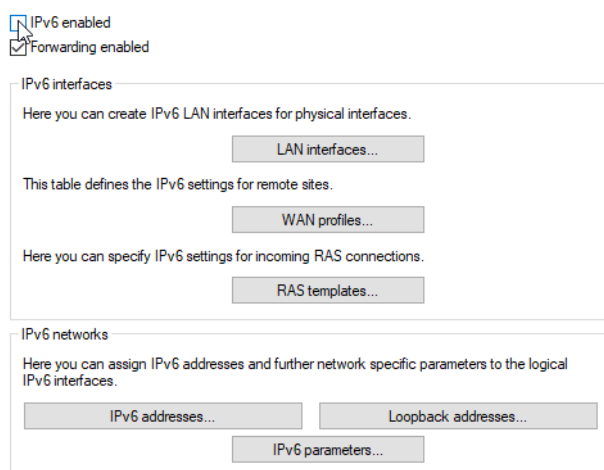 IPv6 enabled
Forwarding enabled
IPv6 interfaces
Here you can create IPv6 LAN interfaces for physical interfaces.
LAN interfaces...
This table defines the IPv6 settings for remote sites.
WAN profiles...
Here you can specify IPv6 settings for incoming RAS connections.
RAS templates...
IPv6 networks
Here you can assign IPv6 addresses and further network specific parameters to the logical
IPv6 interfaces.
IPv6 addresses...
Loopback addresses...
IPv6 parameters...